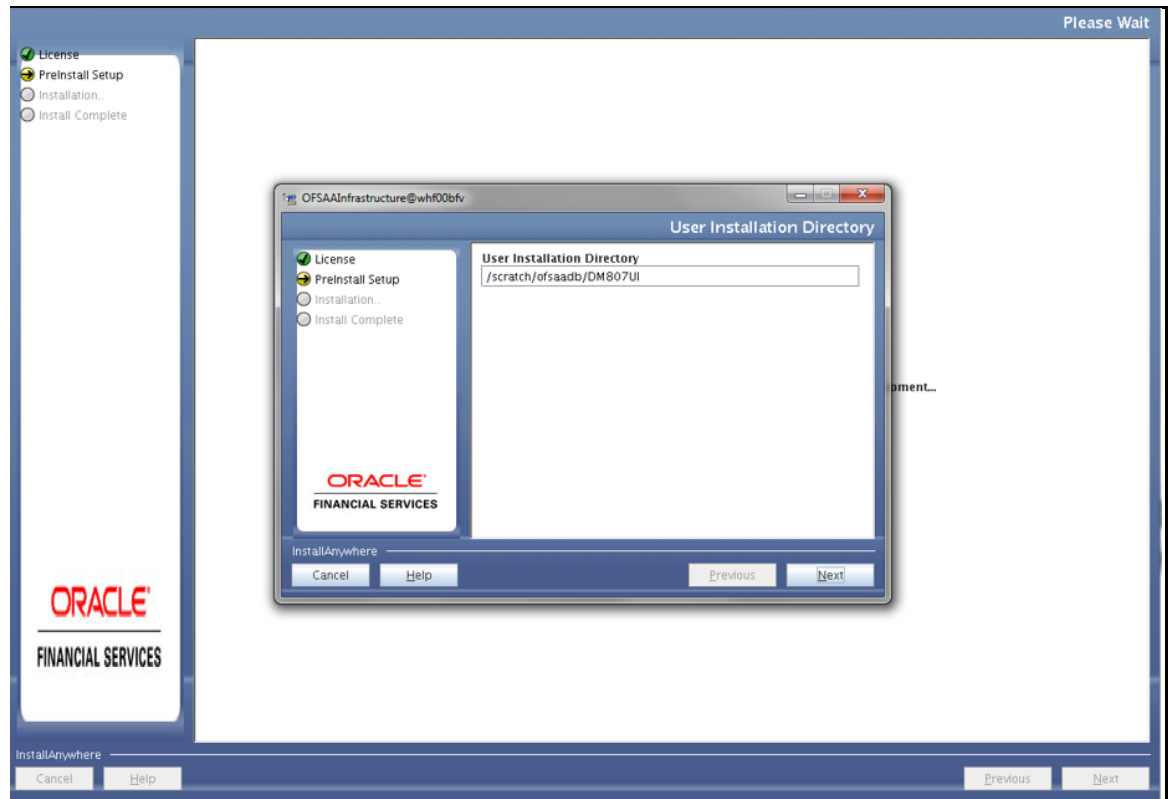 Please Wait
License
PreInstall Setup
Installation..
Install Complete
OFSAAInfrastructure@whf00bfv
User Installation Directory
License
PreInstall Setup
Installation...
Install Complete
User Installation Directory
/scratch/ofsaadb/DM807UI
ORACLE
FINANCIAL SERVICES
InstallAnywhere
Cancel
Help
Previous
Next
ORACLE
FINANCIAL SERVICES
InstallAnywhere
Cancel
Help
Previous
Next